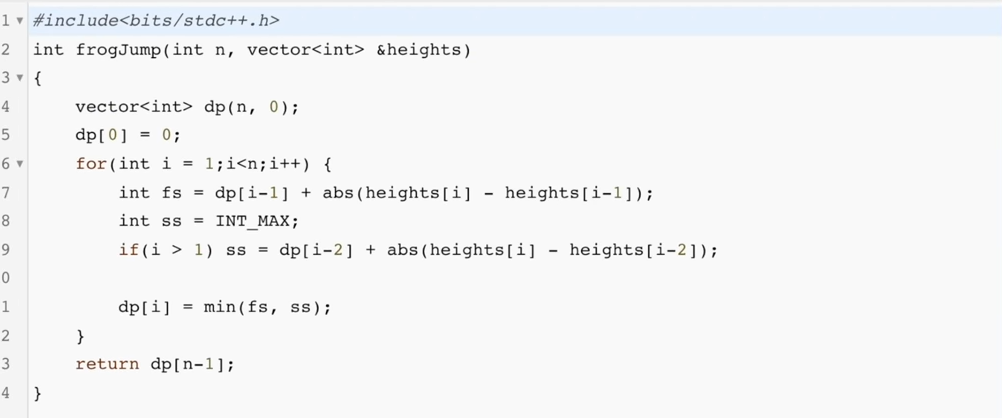 1 #include<bits/stdc++.h>
2 int frogJump(int n, vector<int> &heights)
3 {
4     vector<int> dp(n, 0);
5     dp[0] = 0;
6     for(int i = 1;i<n;i++) {
7         int fs = dp[i-1] + abs(heights[i] - heights[i-1]);
8         int ss = INT_MAX;
9         if(i > 1) ss = dp[i-2] + abs(heights[i] - heights[i-2]);
0
1         dp[i] = min(fs, ss);
2     }
3     return dp[n-1];
4 }